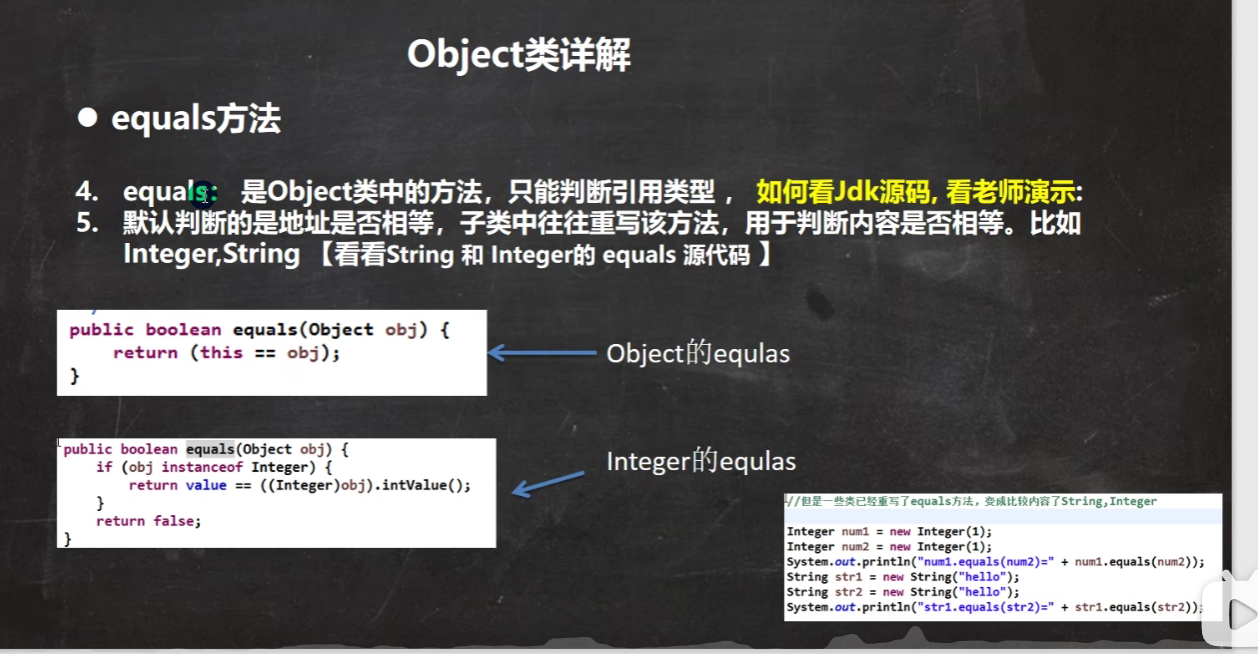 Object类详解
● equals方法
4. equals: 是Object类中的方法，只能判断引用类型 ， 如何看Jdk源码, 看老师演示:
5. 默认判断的是地址是否相等，子类中往往重写该方法，用于判断内容是否相等。比如
Integer,String 【看看String 和 Integer的 equals 源代码 】
public boolean equals(Object obj) {
return (this == obj);
}
Object的equlas
public boolean equals(Object obj) {
if (obj instanceof Integer) {
return value == ((Integer)obj).intValue();
}
return false;
}
Integer的equlas
//但是一些类已经重写了equals方法，变成比较内容了String,Integer
Integer num1 = new Integer(1);
Integer num2 = new Integer(1);
System.out.println("num1.equals(num2)=" + num1.equals(num2));
String str1 = new String("hello");
String str2 = new String("hello");
System.out.println("str1.equals(str2)=" + str1.equals(str2));